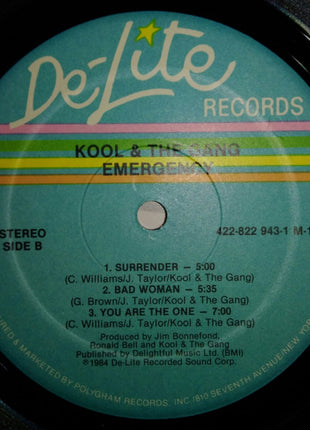 De-Lite
RECORDS
KOOL & THE GANG
EMERGENCY
STEREO
SIDE B
422-822 943-1 M-1
1. SURRENDER — 5:00
(C. Williams/J. Taylor/Kool & The Gang)
2. BAD WOMAN — 5:35
(G. Brown/J. Taylor/Kool & The Gang)
3. YOU ARE THE ONE — 7:00
(C. Williams/J. Taylor/Kool & The Gang)
Produced by Jim Bonnefond,
Ronald Bell and Kool & The Gang
Published by Delightful Music Ltd. (BMI)
℗ 1984 De-Lite Recorded Sound Corp.
& MARKETED BY POLYGRAM RECORDS, INC./810 SEVENTH AVENUE/NEW